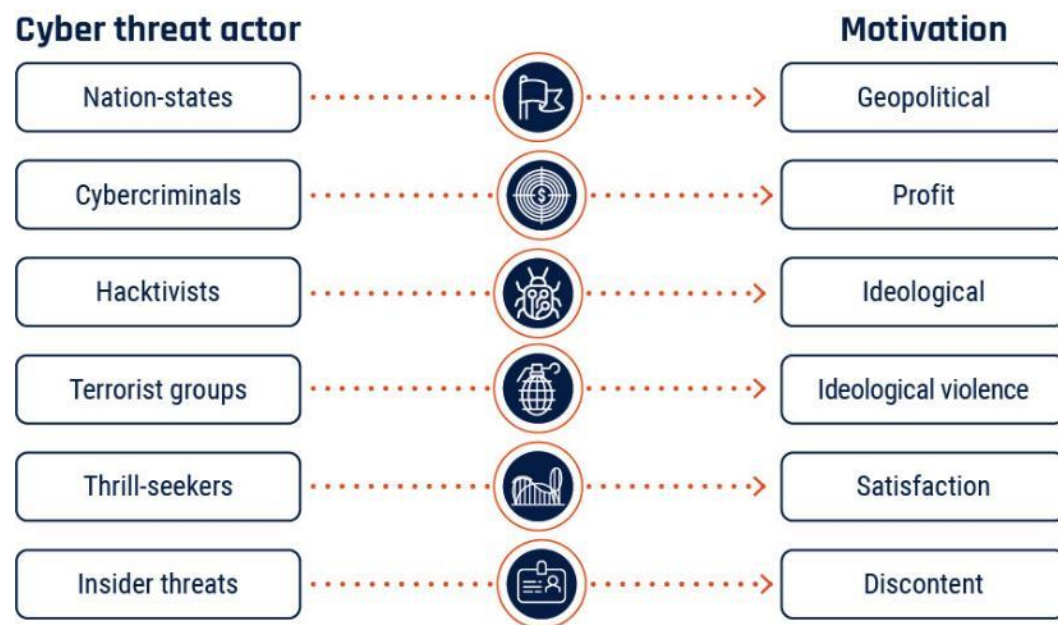 Cyber threat actor Motivation
Nation-states Geopolitical
Cybercriminals $ Profit
Hacktivists Ideological
Terrorist groups Ideological violence
Thrill-seekers Satisfaction
Insider threats Discontent